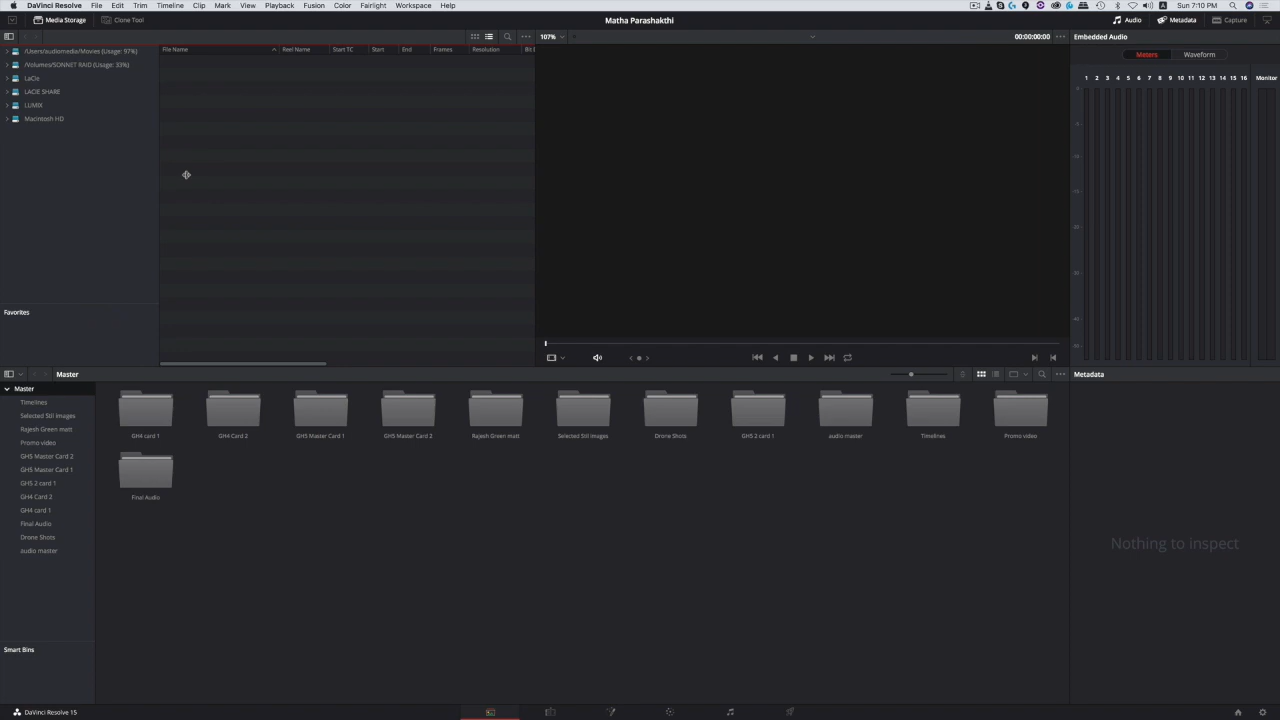 DaVinci Resolve File Edit Trim Timeline Clip Mark View Playback Fusion Color Fairlight Workspace Help
Sun 7:10 PM
Media Storage Clone Tool
Matha Parashakthi
Audio Metadata Capture
107%
00:00:00:00
Embedded Audio
/Users/audiomedia/Movies (Usage: 97%)
/Volumes/SONNET RAID (Usage: 33%)
LaCie
LACIE SHARE
LUMIX
Macintosh HD
File Name Reel Name Start TC Start End Frames Resolution Bit D
Meters Waveform
1 2 3 4 5 6 7 8 9 10 11 12 13 14 15 16 Monitor
Favorites
Master
Metadata
Master
Timelines
Selected Still Images
Rajesh Green matt
Promo video
GH5 Master Card 2
GH5 Master Card 1
GH5 2 card 1
GH4 Card 2
GH4 card 1
Final Audio
Drone Shots
audio master
GH4 card 1 GH4 Card 2 GH5 Master Card 1 GH5 Master Card 2 Rajesh Green matt Selected Still Images Drone Shots GH5 2 card 1 audio master Timelines Promo video
Final Audio
Nothing to inspect
Smart Bins
DaVinci Resolve 15